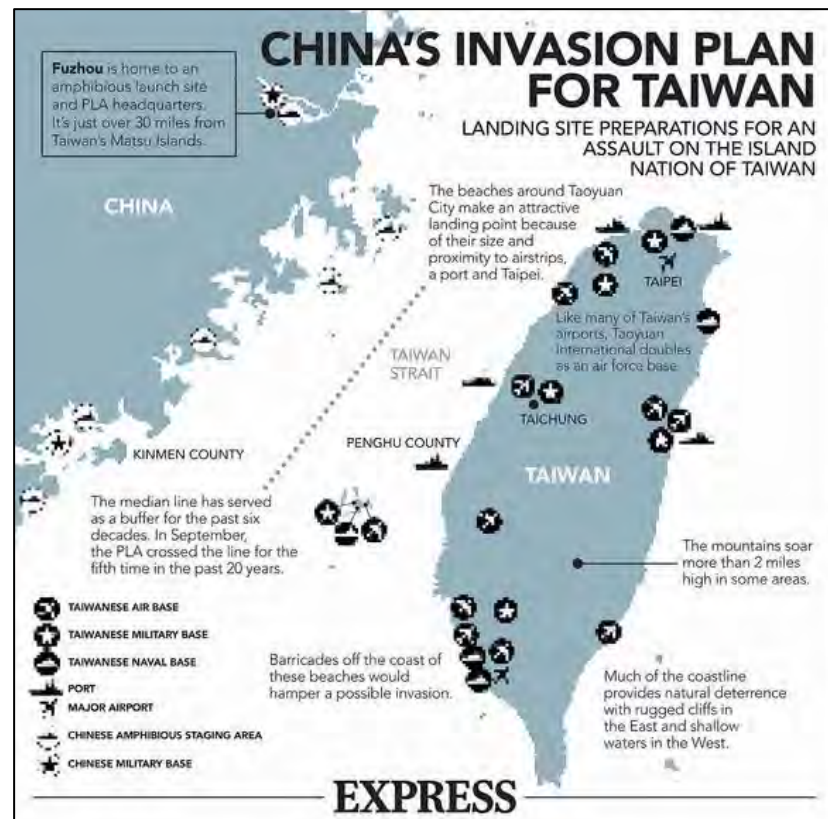 CHINA'S INVASION PLAN
FOR TAIWAN
LANDING SITE PREPARATIONS FOR AN
ASSAULT ON THE ISLAND
NATION OF TAIWAN
Fuzhou is home to an
amphibious launch site
and PLA headquarters.
It's just over 30 miles from
Taiwan's Matsu Islands.
CHINA
The beaches around Taoyuan
City make an attractive
landing point because
of their size and
proximity to airstrips,
a port and Taipei.
TAIPEI
Like many of Taiwan's
airports, Taoyuan
International doubles
as an air force base.
TAIWAN
STRAIT
TAICHUNG
KINMEN COUNTY
PENGHU COUNTY
TAIWAN
The median line has served
as a buffer for the past six
decades. In September,
the PLA crossed the line for the
fifth time in the past 20 years.
The mountains soar
more than 2 miles
high in some areas.
TAIWANESE AIR BASE
TAIWANESE MILITARY BASE
TAIWANESE NAVAL BASE
PORT
MAJOR AIRPORT
CHINESE AMPHIBIOUS STAGING AREA
CHINESE MILITARY BASE
Barricades off the coast of
these beaches would
hamper a possible invasion.
Much of the coastline
provides natural deterrence
with rugged cliffs in
the East and shallow
waters in the West.
EXPRESS